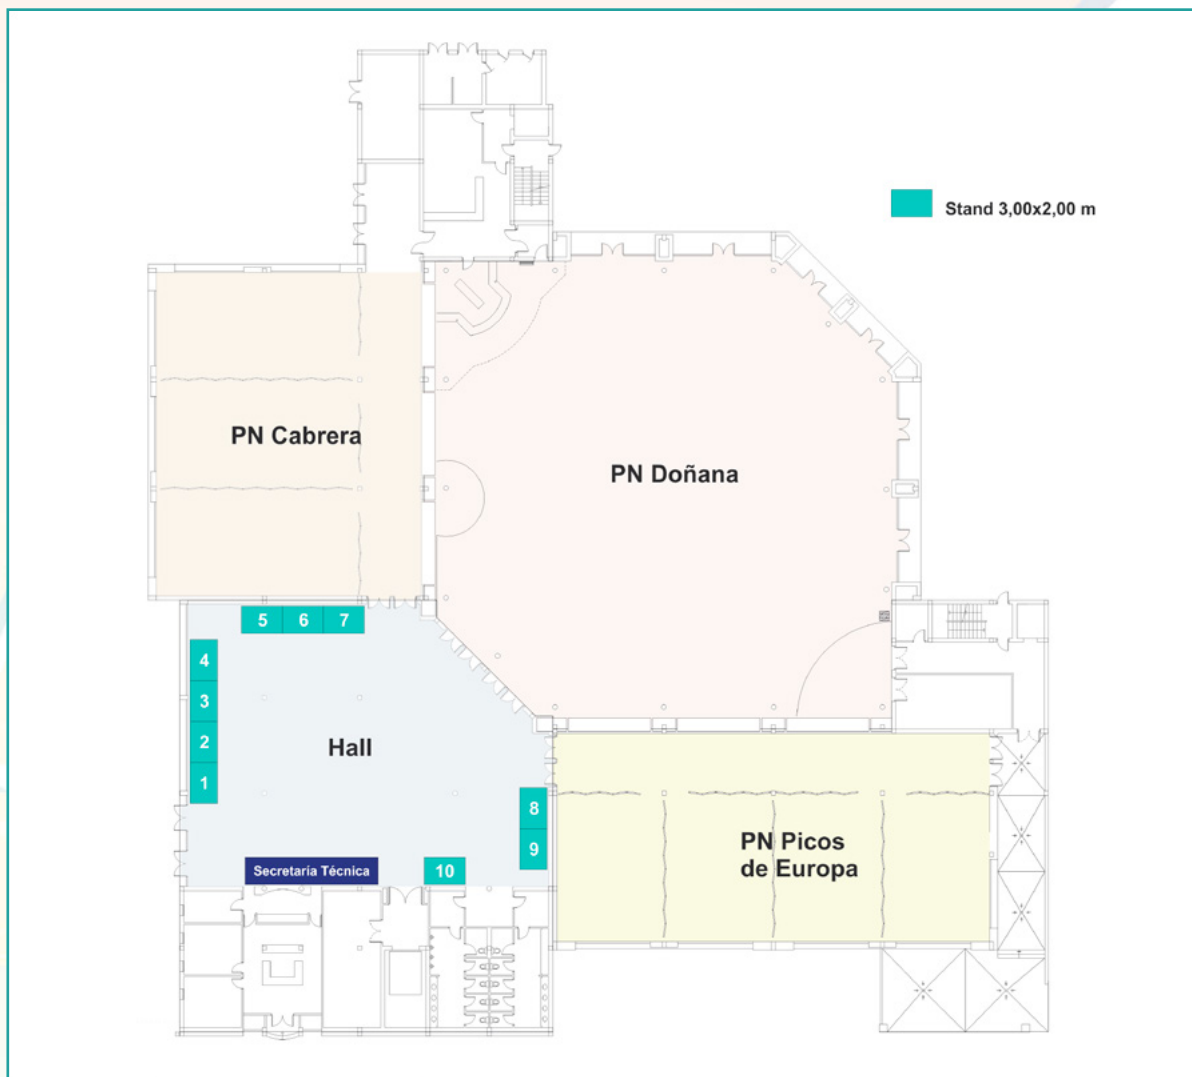 Stand 3,00x2,00 m
PN Cabrera
PN Doñana
5 6 7
4
3
2
1
Hall
8
9
10
Secretaría Técnica
PN Picos
de Europa